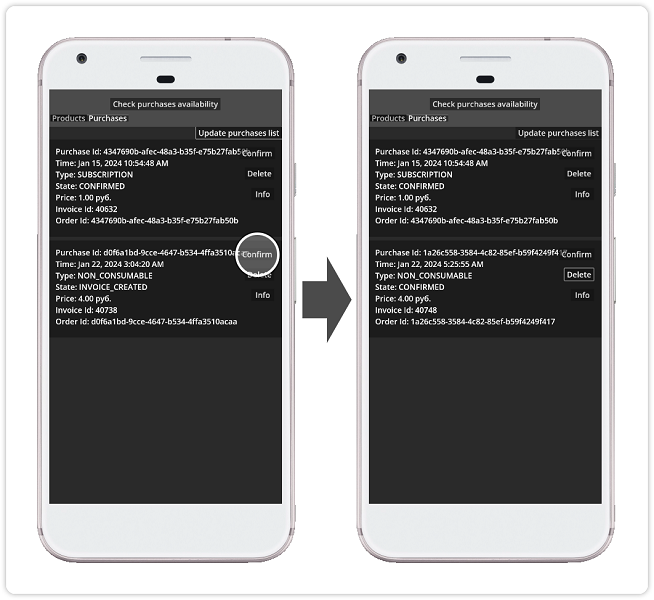 Check purchases availability
Products Purchases
Update purchases list
Purchase Id: 4347690b-afec-48a3-b35f-e75b27fab50b
Confirm
Time: Jan 15, 2024 10:54:48 AM
Type: SUBSCRIPTION
Delete
State: CONFIRMED
Price: 1.00 руб.
Info
Invoice Id: 40632
Order Id: 4347690b-afec-48a3-b35f-e75b27fab50b
Purchase Id: d0f6a1bd-9cce-4647-b534-4ffa3510acaa
Confirm
Time: Jan 22, 2024 3:04:20 AM
Type: NON_CONSUMABLE
Delete
State: INVOICE_CREATED
Price: 4.00 руб.
Info
Invoice Id: 40738
Order Id: d0f6a1bd-9cce-4647-b534-4ffa3510acaa
Check purchases availability
Products Purchases
Update purchases list
Purchase Id: 4347690b-afec-48a3-b35f-e75b27fab50b
Confirm
Time: Jan 15, 2024 10:54:48 AM
Type: SUBSCRIPTION
Delete
State: CONFIRMED
Price: 1.00 руб.
Info
Invoice Id: 40632
Order Id: 4347690b-afec-48a3-b35f-e75b27fab50b
Purchase Id: 1a26c558-3584-4c82-85ef-b59f4249f417
Confirm
Time: Jan 22, 2024 5:25:55 AM
Type: NON_CONSUMABLE
Delete
State: CONFIRMED
Price: 4.00 руб.
Info
Invoice Id: 40748
Order Id: 1a26c558-3584-4c82-85ef-b59f4249f417